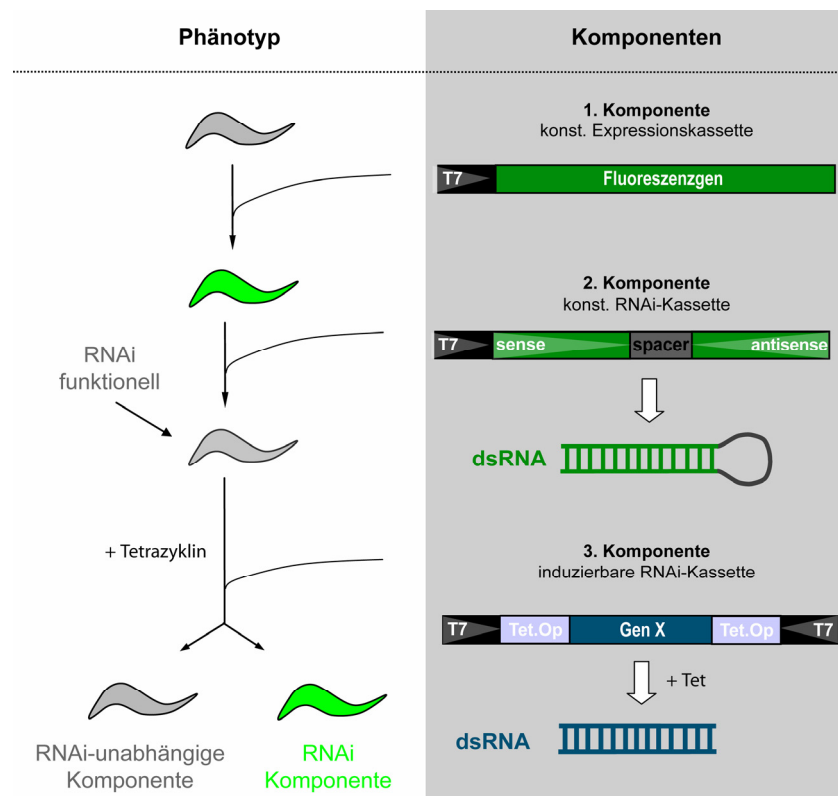 Phänotyp
Komponenten
1. Komponente
konst. Expressionskassette
T7 Fluoreszenzgen
2. Komponente
konst. RNAi-Kassette
T7 sense spacer antisense
RNAi
funktionell
dsRNA
+ Tetrazyklin
3. Komponente
induzierbare RNAi-Kassette
T7 Tet.Op Gen X Tet.Op T7
+ Tet
dsRNA
RNAi-unabhängige
Komponente
RNAi
Komponente